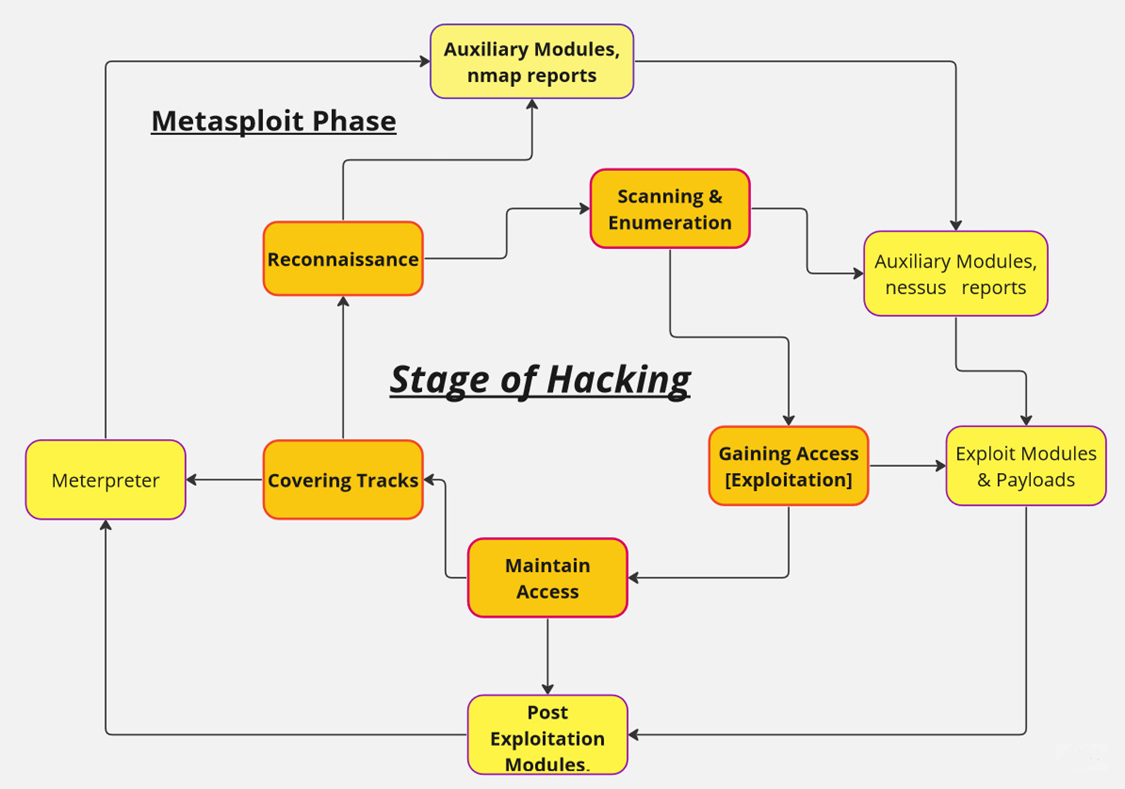 Auxiliary Modules,
nmap reports
Metasploit Phase
Scanning &
Enumeration
Reconnaissance
Auxiliary Modules,
nessus   reports
Stage of Hacking
Gaining Access
[Exploitation]
Exploit Modules
& Payloads
Meterpreter
Covering Tracks
Maintain
Access
Post
Exploitation
Modules.